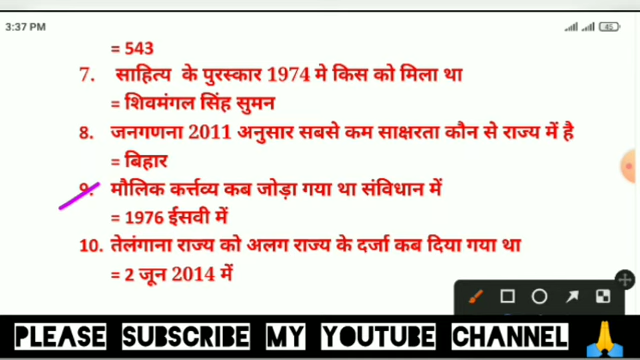 3:37 PM
45
= 543
7. साहित्य के पुरस्कार 1974 मे किस को मिला था
= शिवमंगल सिंह सुमन
8. जनगणना 2011 अनुसार सबसे कम साक्षरता कौन से राज्य में है
= बिहार
9. मौलिक कर्त्तव्य कब जोड़ा गया था संविधान में
= 1976 ईसवी में
10. तेलंगाना राज्य को अलग राज्य के दर्जा कब दिया गया था
= 2 जून 2014 में
PLEASE SUBSCRIBE MY YOUTUBE CHANNEL